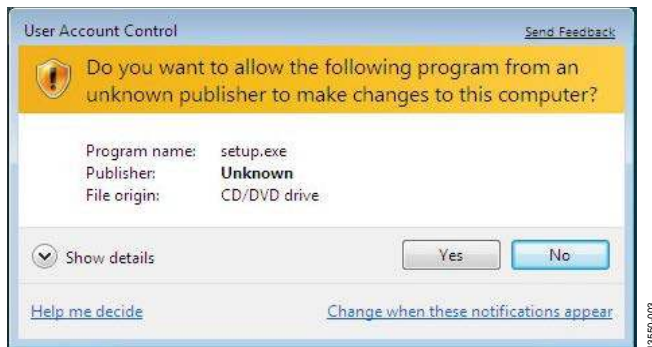 User Account Control
Send Feedback
Do you want to allow the following program from an
unknown publisher to make changes to this computer?
Program name: setup.exe
Publisher: Unknown
File origin: CD/DVD drive
Show details
Yes
No
Help me decide
Change when these notifications appear